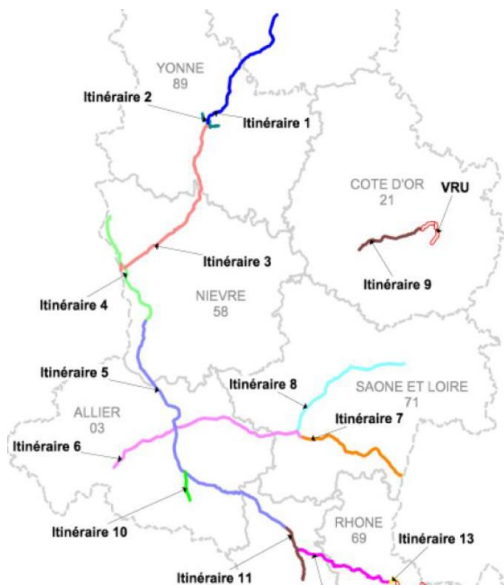 YONNE
89
Itinéraire 2
Itinéraire 1
COTE D'OR
21
VRU
Itinéraire 3
Itinéraire 9
Itinéraire 4
NIEVRE
58
Itinéraire 5
Itinéraire 8
SAONE ET LOIRE
71
ALLIER
03
Itinéraire 7
Itinéraire 6
Itinéraire 10
RHONE
69
Itinéraire 13
Itinéraire 11